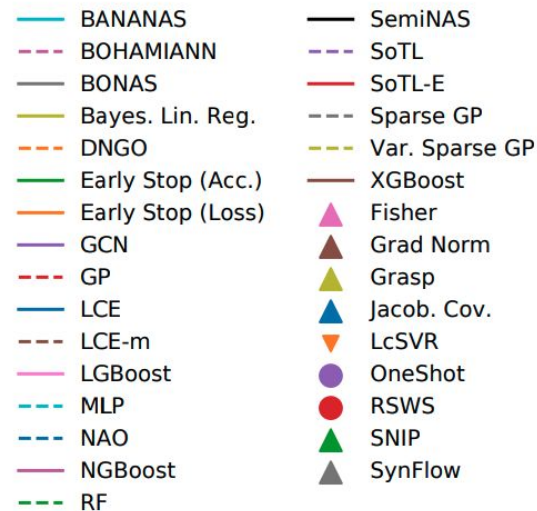 BANANAS
BOHAMIANN
BONAS
Bayes. Lin. Reg.
DNGO
Early Stop (Acc.)
Early Stop (Loss)
GCN
GP
LCE
LCE-m
LGBoost
MLP
NAO
NGBoost
RF
SemiNAS
SoTL
SoTL-E
Sparse GP
Var. Sparse GP
XGBoost
Fisher
Grad Norm
Grasp
Jacob. Cov.
LcSVR
OneShot
RSWS
SNIP
SynFlow